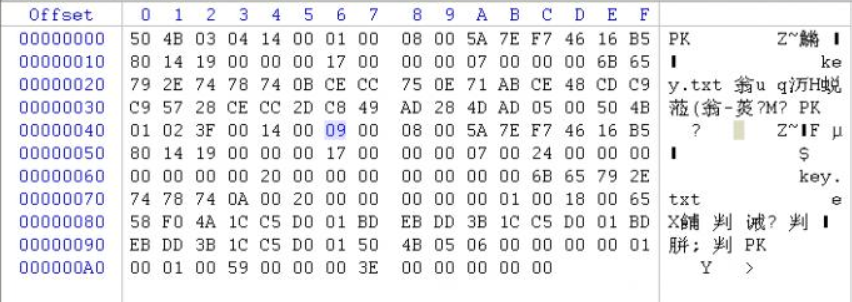 Offset 0 1 2 3 4 5 6 7 8 9 A B C D E F
00000000 50 4B 03 04 14 00 01 00 08 00 5A 7E F7 46 16 B5 PK Z~鱗
00000010 80 14 19 00 00 00 17 00 00 00 07 00 00 00 6B 65 ke
00000020 79 2E 74 78 74 0B CE CC 75 0E 71 AB CE 48 CD C9 y.txt 翁u q沥H蜕
00000030 C9 57 28 CE CC 2D C8 49 AD 28 4D AD 05 00 50 4B (翁-菼?M? PK
00000040 01 02 3F 00 14 00 09 00 08 00 5A 7E F7 46 16 B5 ? Z~F μ
00000050 80 14 19 00 00 00 17 00 00 00 07 00 24 00 00 00 $
00000060 00 00 00 00 20 00 00 00 00 00 00 00 6B 65 79 2E key.
00000070 74 78 74 0A 00 20 00 00 00 00 00 01 00 18 00 65 txt e
00000080 58 F0 4A 1C C5 D0 01 BD EB DD 3B 1C C5 D0 01 BD X餔 判 诫? 判
00000090 EB DD 3B 1C C5 D0 01 50 4B 05 06 00 00 00 00 01 ; 判 PK
000000A0 00 01 00 59 00 00 00 3E 00 00 00 00 00 Y >